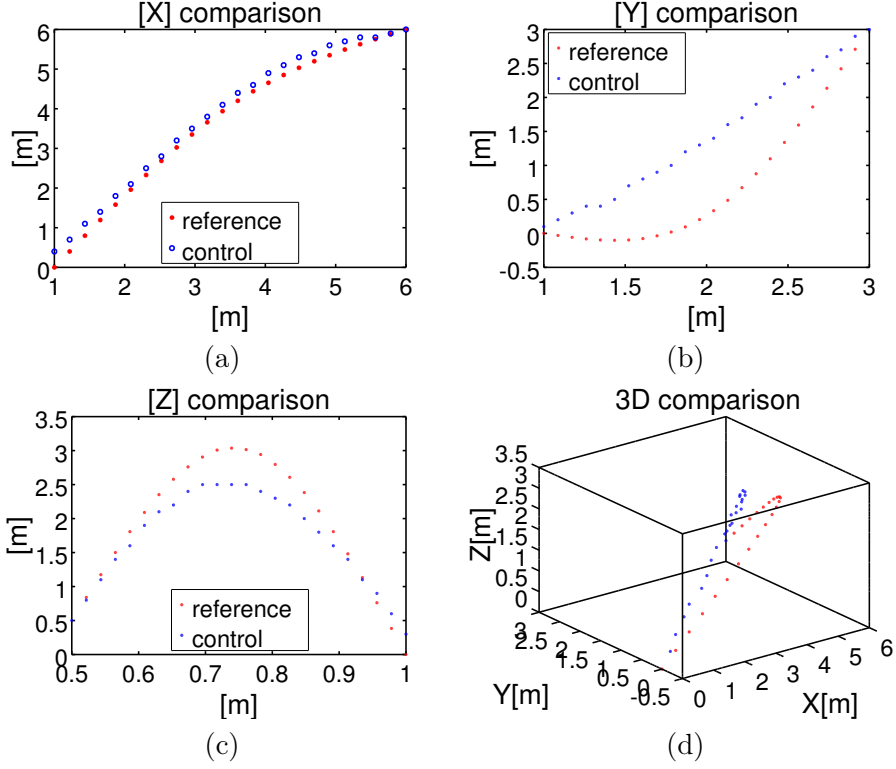 [X] comparison
6
5
4
3
2
1
0
[m]
reference
control
1 2 3 4 5 6
[m]
(a)
[Y] comparison
3
2.5
2
1.5
1
0.5
0
-0.5
[m]
reference
control
1 1.5 2 2.5 3
[m]
(b)
[Z] comparison
3.5
3
2.5
2
1.5
1
0.5
0
[m]
reference
control
0.5 0.6 0.7 0.8 0.9 1
[m]
(c)
3D comparison
3.5
3
2.5
2
1.5
1
0.5
0
Z[m]
3
2.5
2
1.5
1
0.5
0
-0.5
Y[m]
0 1 2 3 4 5 6
X[m]
(d)